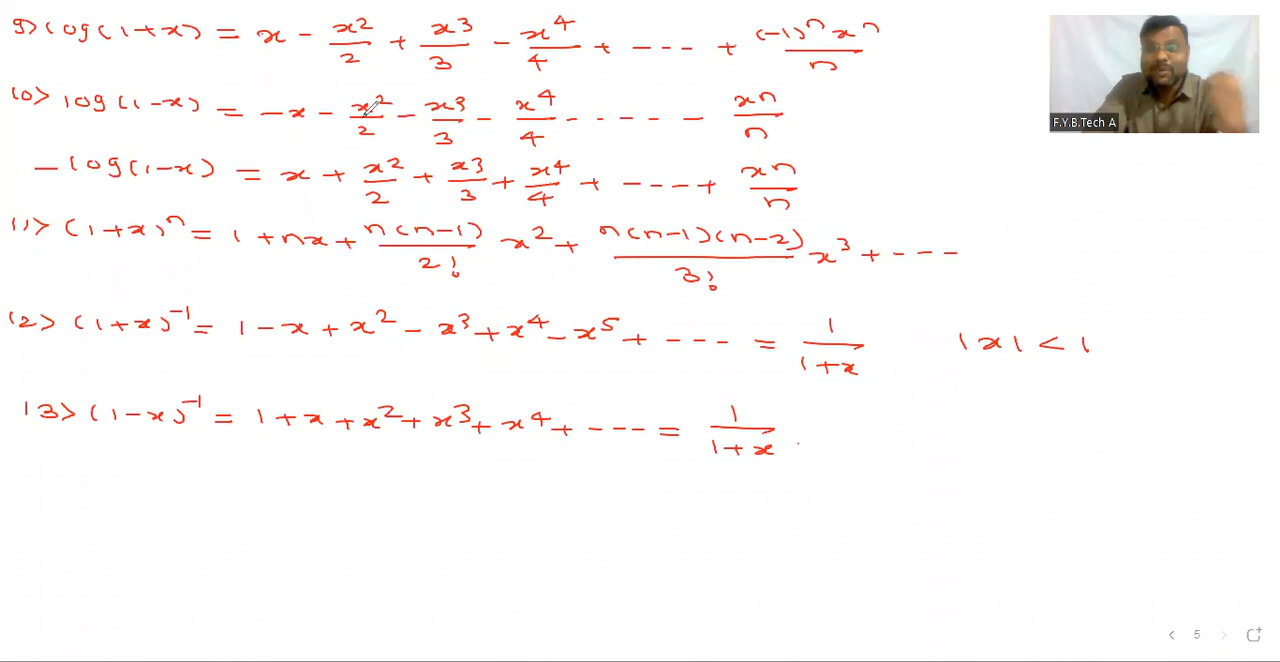 9) log(1+x) = x - x²/2 + x³/3 - x⁴/4 + ---- + (-1)ⁿxⁿ/n
10) log(1-x) = -x - x²/2 - x³/3 - x⁴/4 ------ xⁿ/n
-log(1-x) = x + x²/2 + x³/3 + x⁴/4 + ---- + xⁿ/n
11) (1+x)ⁿ = 1 + nx + n(n-1)/2! x² + n(n-1)(n-2)/3! x³ + ----
12) (1+x)⁻¹ = 1 - x + x² - x³ + x⁴ - x⁵ + ---- = 1/1+x |x| < 1
13) (1-x)⁻¹ = 1 + x + x² + x³ + x⁴ + ---- = 1/1+x
F.Y.B.Tech A
5